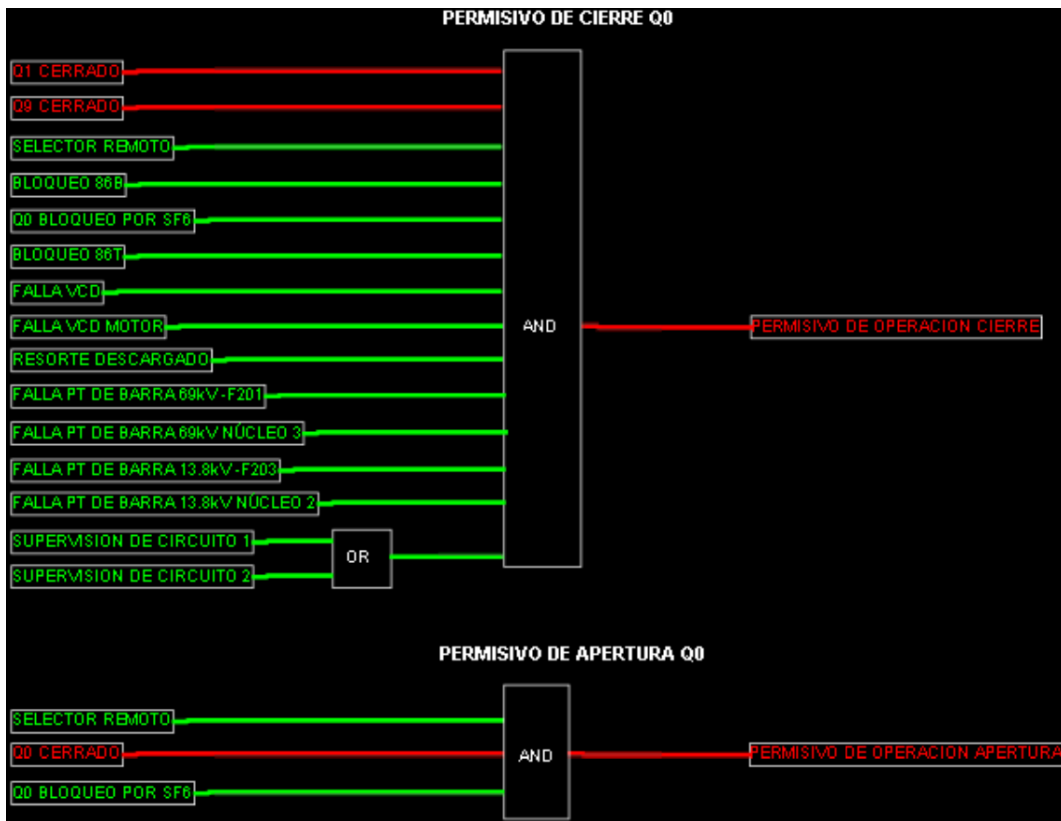 PERMISIVO DE CIERRE Q0
Q1 CERRADO
Q9 CERRADO
SELECTOR REMOTO
BLOQUEO 86B
Q0 BLOQUEO POR SF6
BLOQUEO 86T
FALLA VCD
FALLA VCD MOTOR
AND
PERMISIVO DE OPERACION CIERRE
RESORTE DESCARGADO
FALLA PT DE BARRA 69kV-F201
FALLA PT DE BARRA 69kV NÚCLEO 3
FALLA PT DE BARRA 13.8kV-F203
FALLA PT DE BARRA 13.8kV NÚCLEO 2
SUPERVISION DE CIRCUITO 1
OR
SUPERVISION DE CIRCUITO 2
PERMISIVO DE APERTURA Q0
SELECTOR REMOTO
Q0 CERRADO
AND
PERMISIVO DE OPERACION APERTURA
Q0 BLOQUEO POR SF6